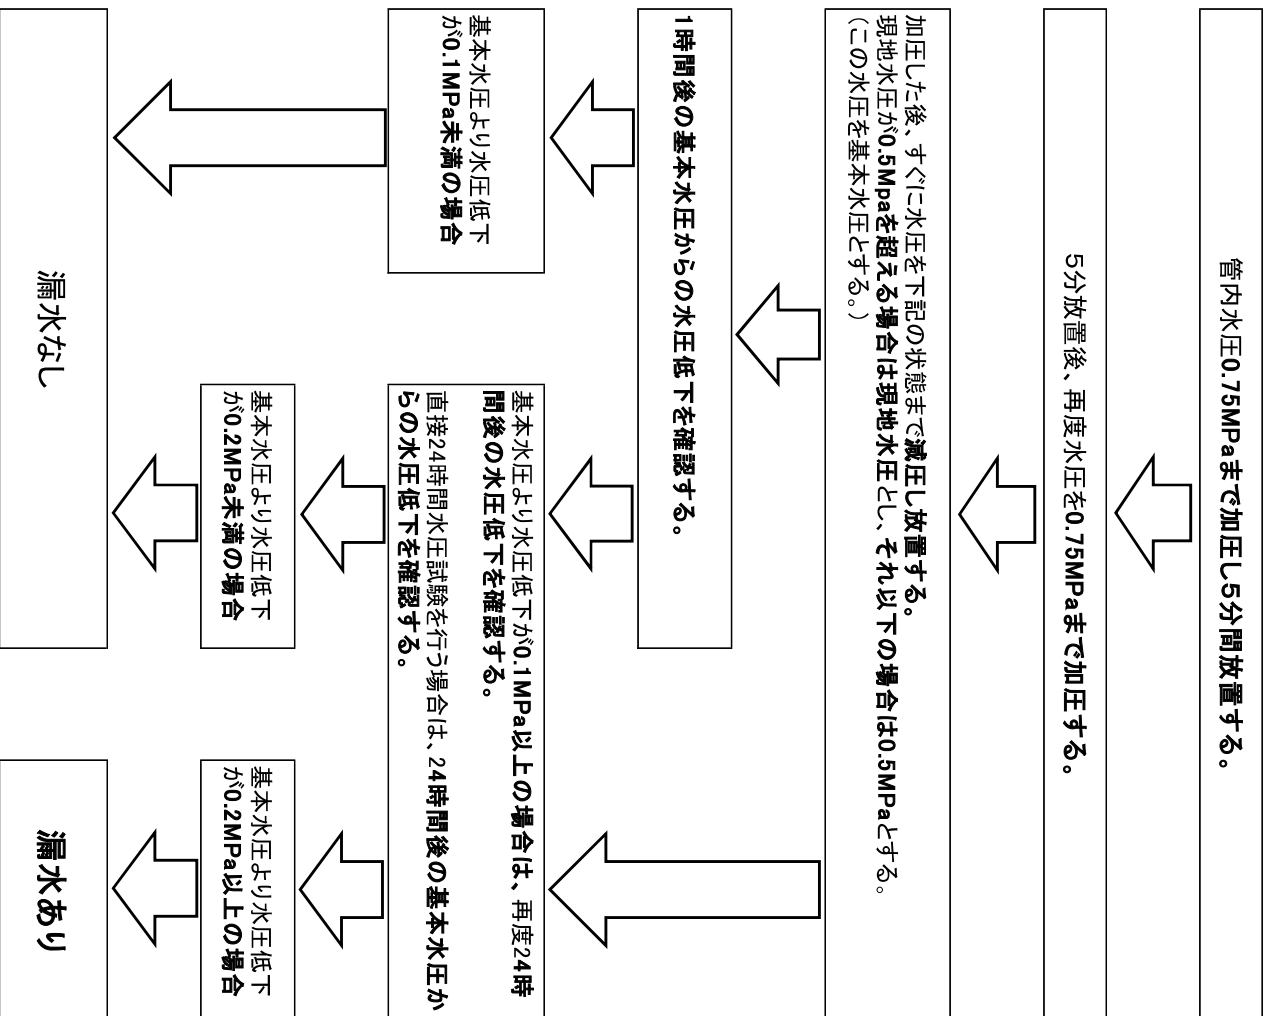 管内水圧0.75MPaまで加圧し5分間放置する。
５分放置後、再度水圧を0.75MPaまで加圧する。
加圧した後、すぐに水圧を下記の状態まで減圧し放置する。
現地水圧が0.5Mpaを超える場合は現地水圧とし、それ以下の場合は0.5MPaとする。
（この水圧を基本水圧とする。）
1時間後の基本水圧からの水圧低下を確認する。
基本水圧より水圧低下
が0.1MPa未満の場合
基本水圧より水圧低下が0.1MPa以上の場合は、再度24時
間後の水圧低下を確認する。
直接24時間水圧試験を行う場合は、24時間後の基本水圧か
らの水圧低下を確認する。
基本水圧より水圧低下
が0.2MPa未満の場合
基本水圧より水圧低下
が0.2MPa以上の場合
漏水なし
漏水あり